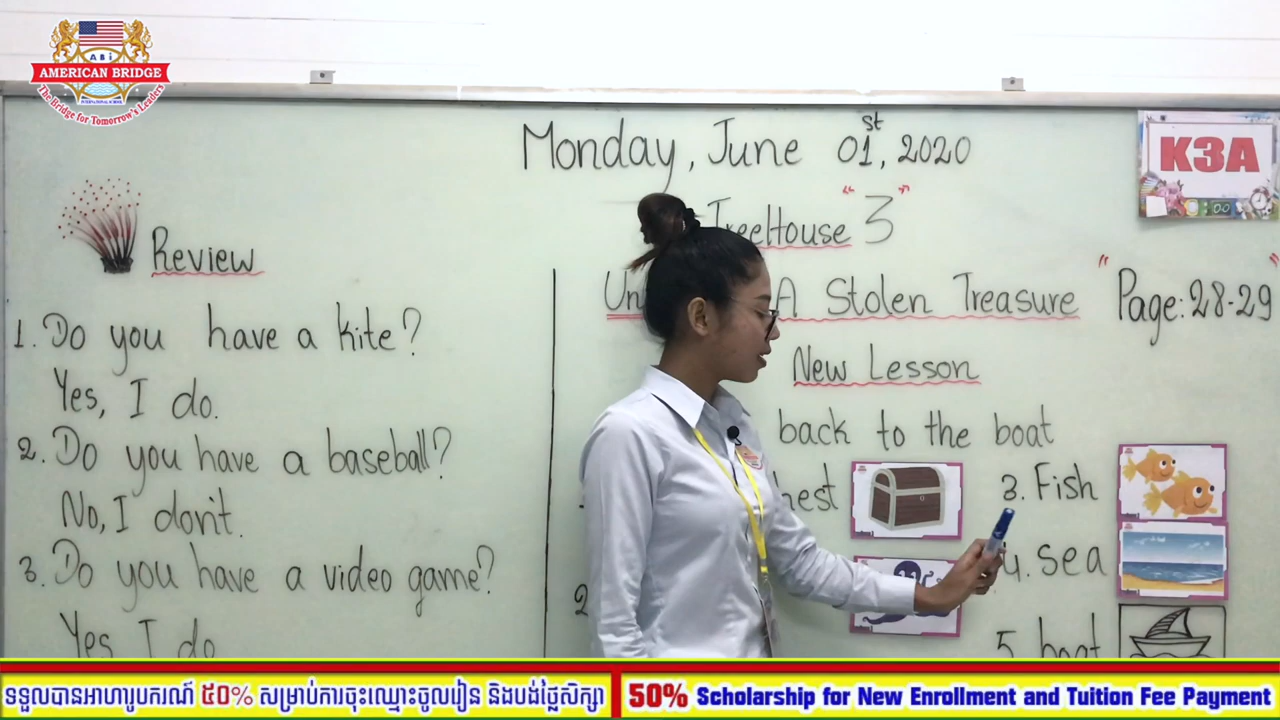 ABi
AMERICAN BRIDGE
INTERNATIONAL SCHOOL
The Bridge for Tomorrow's Leaders
Monday, June 01st, 2020
K3A
TreeHouse "3"
A Stolen Treasure
"Page: 28-29"
Review
1. Do you have a kite?
Yes, I do.
2. Do you have a baseball?
No, I don't.
3. Do you have a video game?
Yes, I do
New Lesson
back to the boat
hest
3. Fish
4. sea
2
5. boat
ទទួលបានអាហារូបករណ៍ ៥០% សម្រាប់ការចុះឈ្មោះចូលរៀន និងបង់ថ្លៃសិក្សា
50% Scholarship for New Enrollment and Tuition Fee Payment